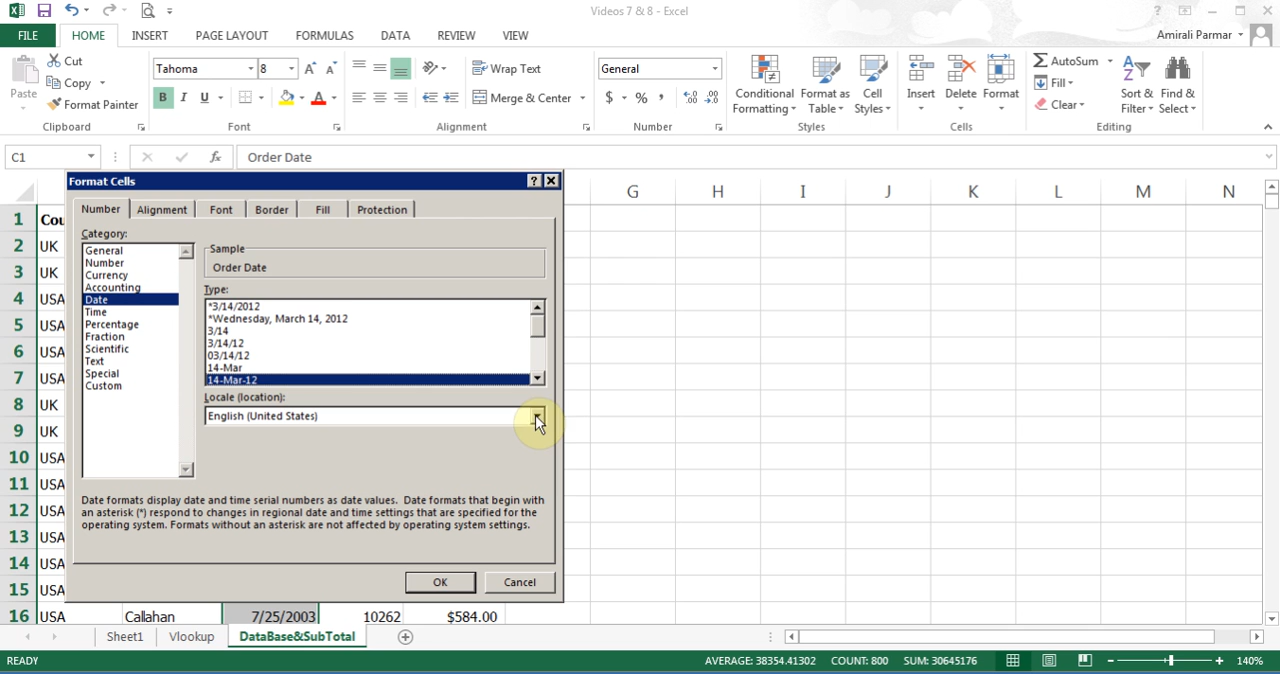 Videos 7 & 8 - Excel
FILE HOME INSERT PAGE LAYOUT FORMULAS DATA REVIEW VIEW Amirali Parmar
Paste
Cut
Copy
Format Painter
Clipboard
Tahoma 8
B I U
Font
Wrap Text
Merge & Center
Alignment
General
$ % ,
Number
Conditional Formatting
Format as Table
Cell Styles
Styles
Insert
Delete
Format
Cells
AutoSum
Fill
Clear
Sort & Filter
Find & Select
Editing
C1 fx Order Date
G H I J K L M N
Format Cells
Number Alignment Font Border Fill Protection
Category:
General
Number
Currency
Accounting
Date
Time
Percentage
Fraction
Scientific
Text
Special
Custom
Sample
Order Date
Type:
*3/14/2012
*Wednesday, March 14, 2012
3/14
3/14/12
03/14/12
14-Mar
14-Mar-12
Locale (location):
English (United States)
Date formats display date and time serial numbers as date values. Date formats that begin with
an asterisk (*) respond to changes in regional date and time settings that are specified for the
operating system. Formats without an asterisk are not affected by operating system settings.
OK Cancel
1 Cou
2 UK
3 UK
4 USA
5 USA
6 USA
7 USA
8 UK
9 UK
10 USA
11 USA
12 USA
13 USA
14 USA
15 USA
16 USA Callahan 7/25/2003 10262 $584.00
Sheet1 Vlookup DataBase&SubTotal
READY AVERAGE: 38354.41302 COUNT: 800 SUM: 30645176 140%